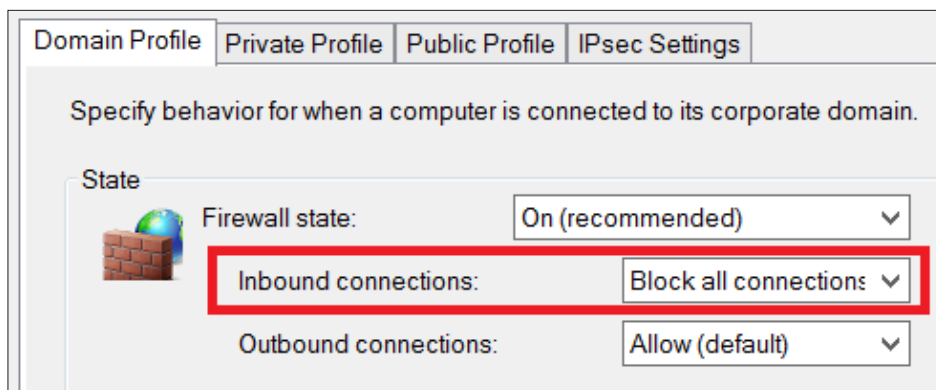 Domain Profile Private Profile Public Profile IPsec Settings
Specify behavior for when a computer is connected to its corporate domain.
State
Firewall state: On (recommended)
Inbound connections: Block all connections
Outbound connections: Allow (default)